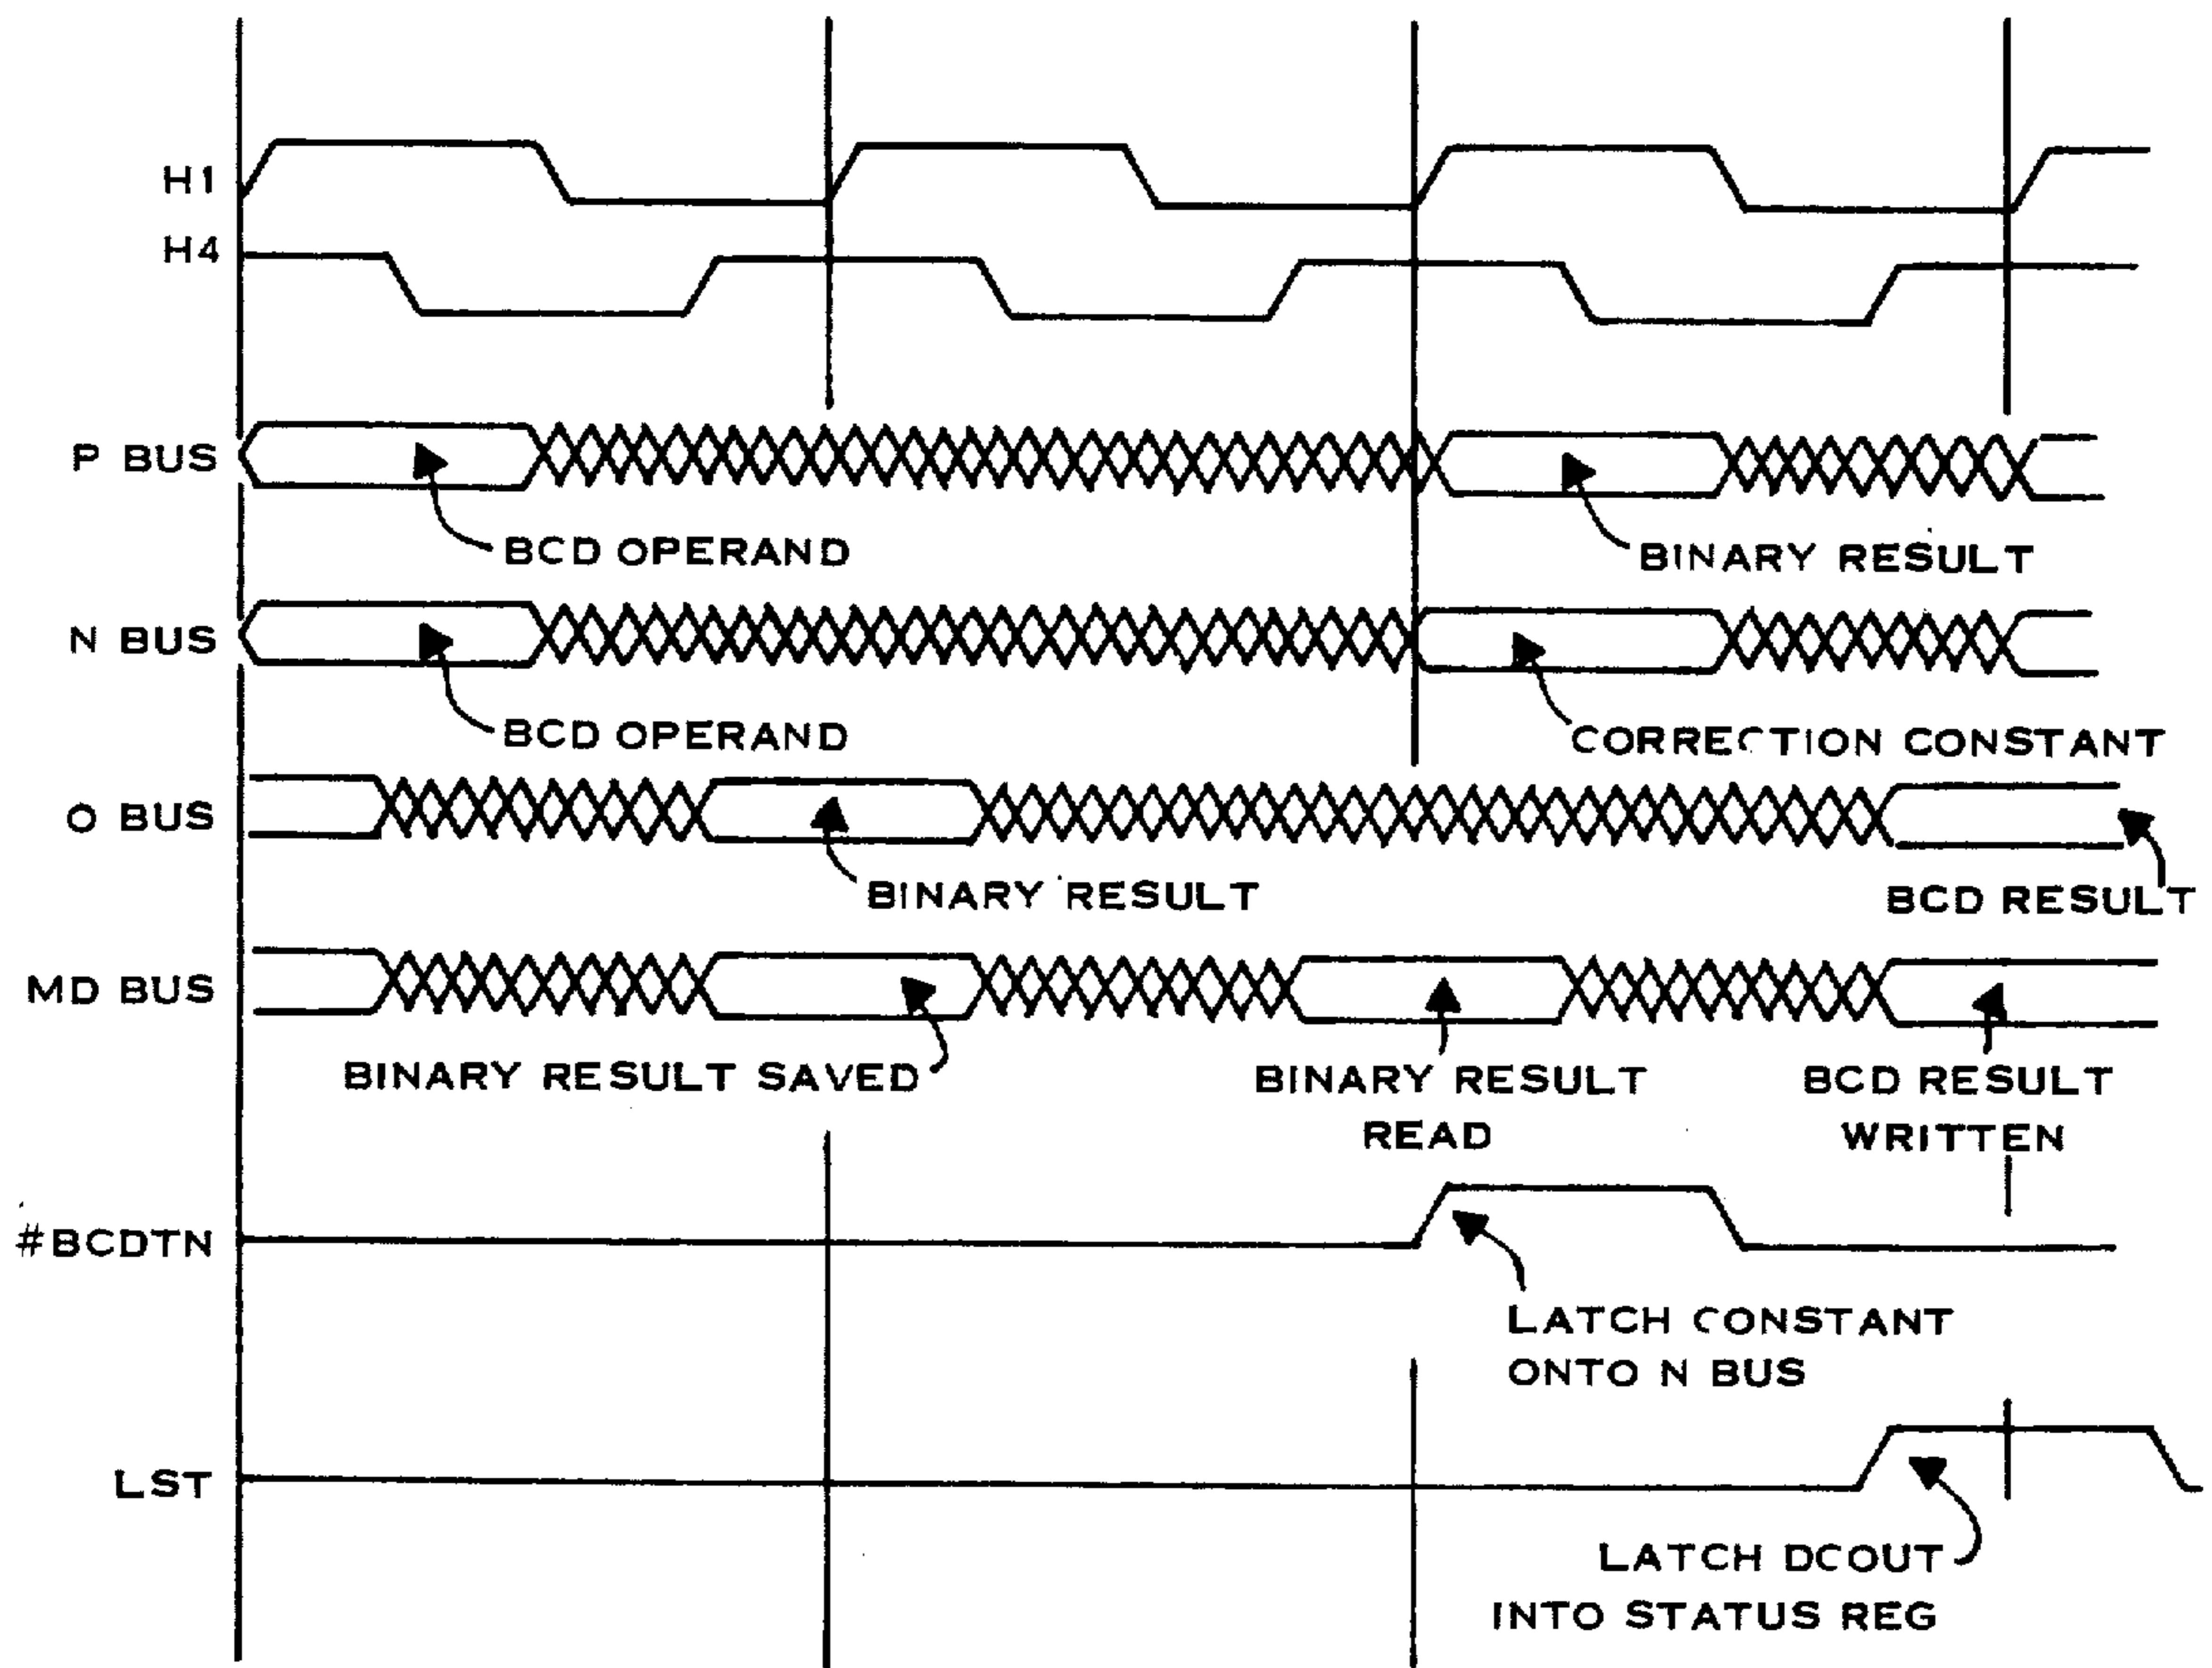 H1
H4
P BUS
BCD OPERAND
BINARY RESULT
N BUS
BCD OPERAND
CORRECTION CONSTANT
O BUS
BINARY RESULT
BCD RESULT
MD BUS
BINARY RESULT SAVED
BINARY RESULT
READ
BCD RESULT
WRITTEN
#BCDTN
LATCH CONSTANT
ONTO N BUS
LST
LATCH DCOUT
INTO STATUS REG